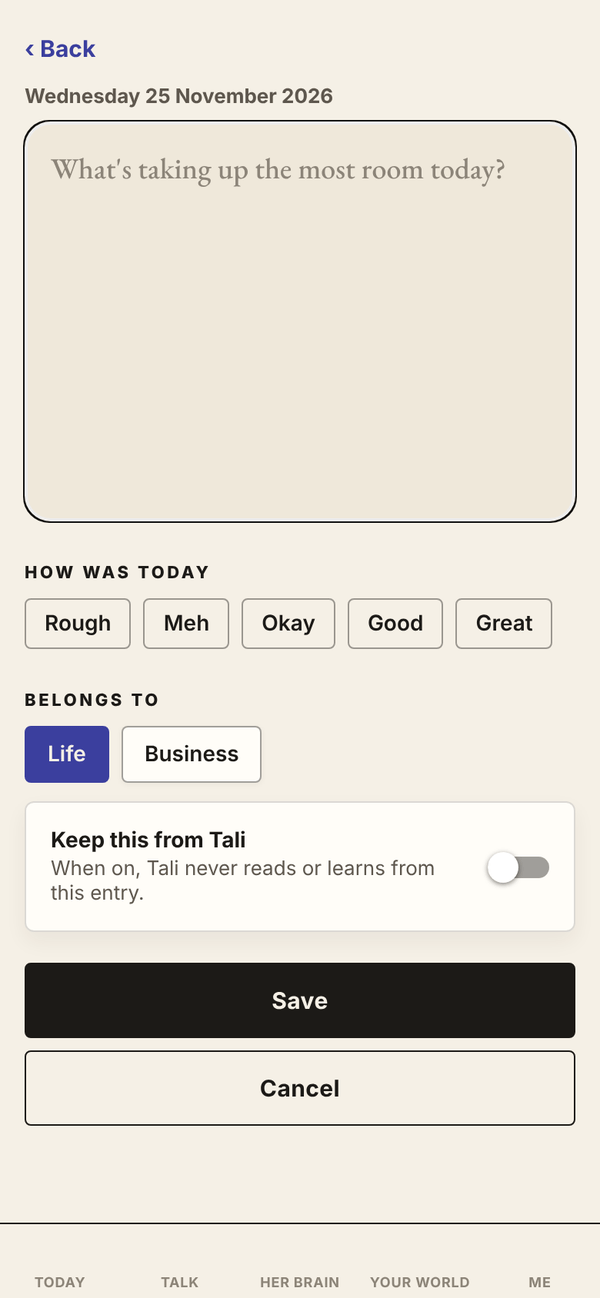 ‹ Back
Wednesday 25 November 2026
What's taking up the most room today?
HOW WAS TODAY
Rough Meh Okay Good Great
BELONGS TO
Life Business
Keep this from Tali
When on, Tali never reads or learns from
this entry.
Save
Cancel
TODAY TALK HER BRAIN YOUR WORLD ME